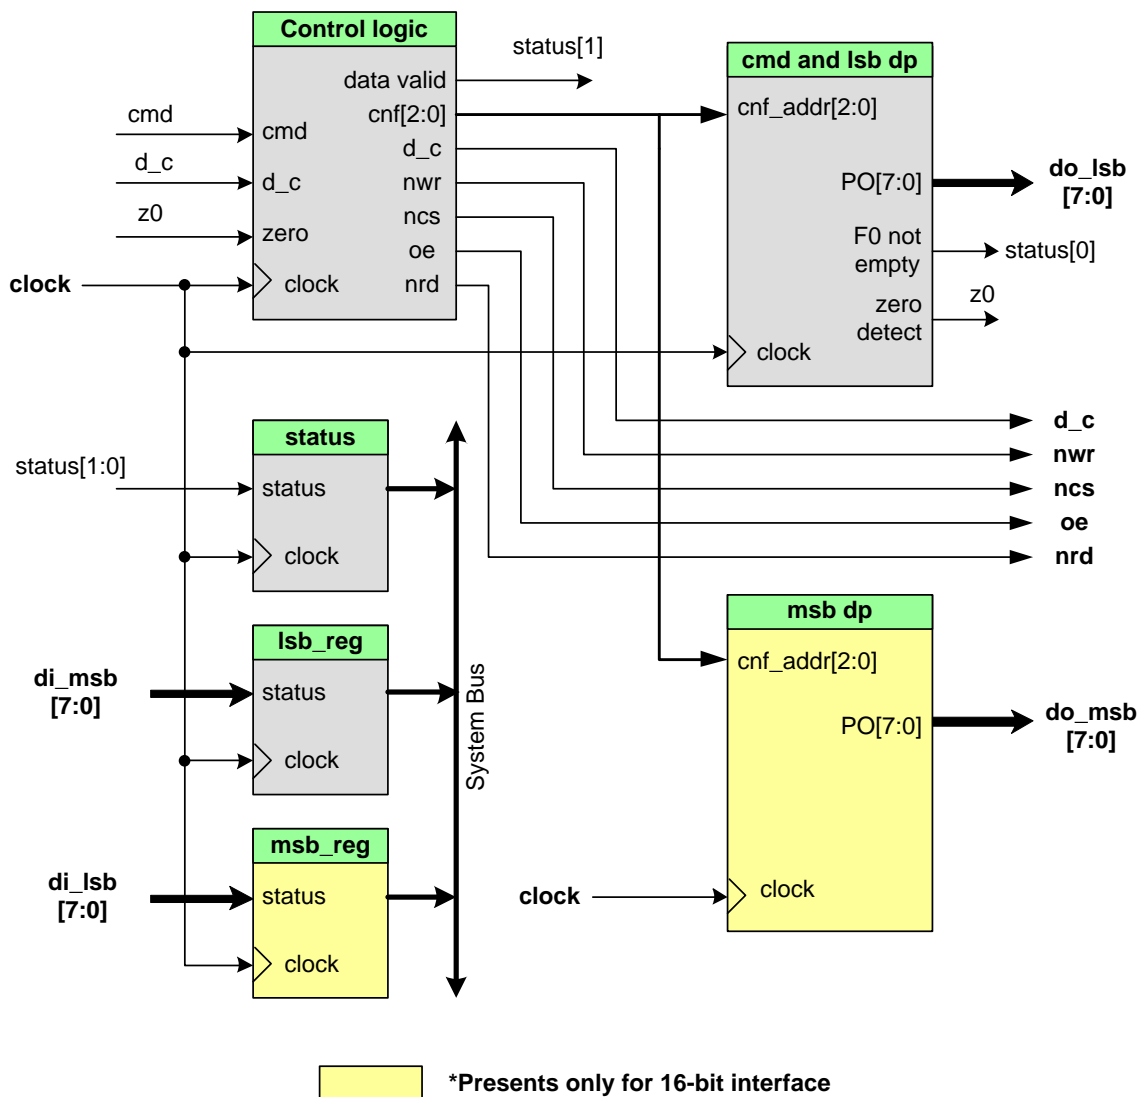 Control logic
data valid
cnf[2:0]
cmd
d_c
d_c
nwr
z0
ncs
zero
oe
clock
clock
nrd
cmd
d_c
status[1]
cmd and lsb dp
cnf_addr[2:0]
PO[7:0]
do_lsb
[7:0]
F0 not
empty
status[0]
zero
detect
z0
clock
d_c
nwr
ncs
oe
nrd
status
status[1:0]
status
clock
lsb_reg
di_msb
[7:0]
status
clock
System Bus
msb_reg
di_lsb
[7:0]
status
clock
msb dp
cnf_addr[2:0]
PO[7:0]
do_msb
[7:0]
clock
clock
*Presents only for 16-bit interface